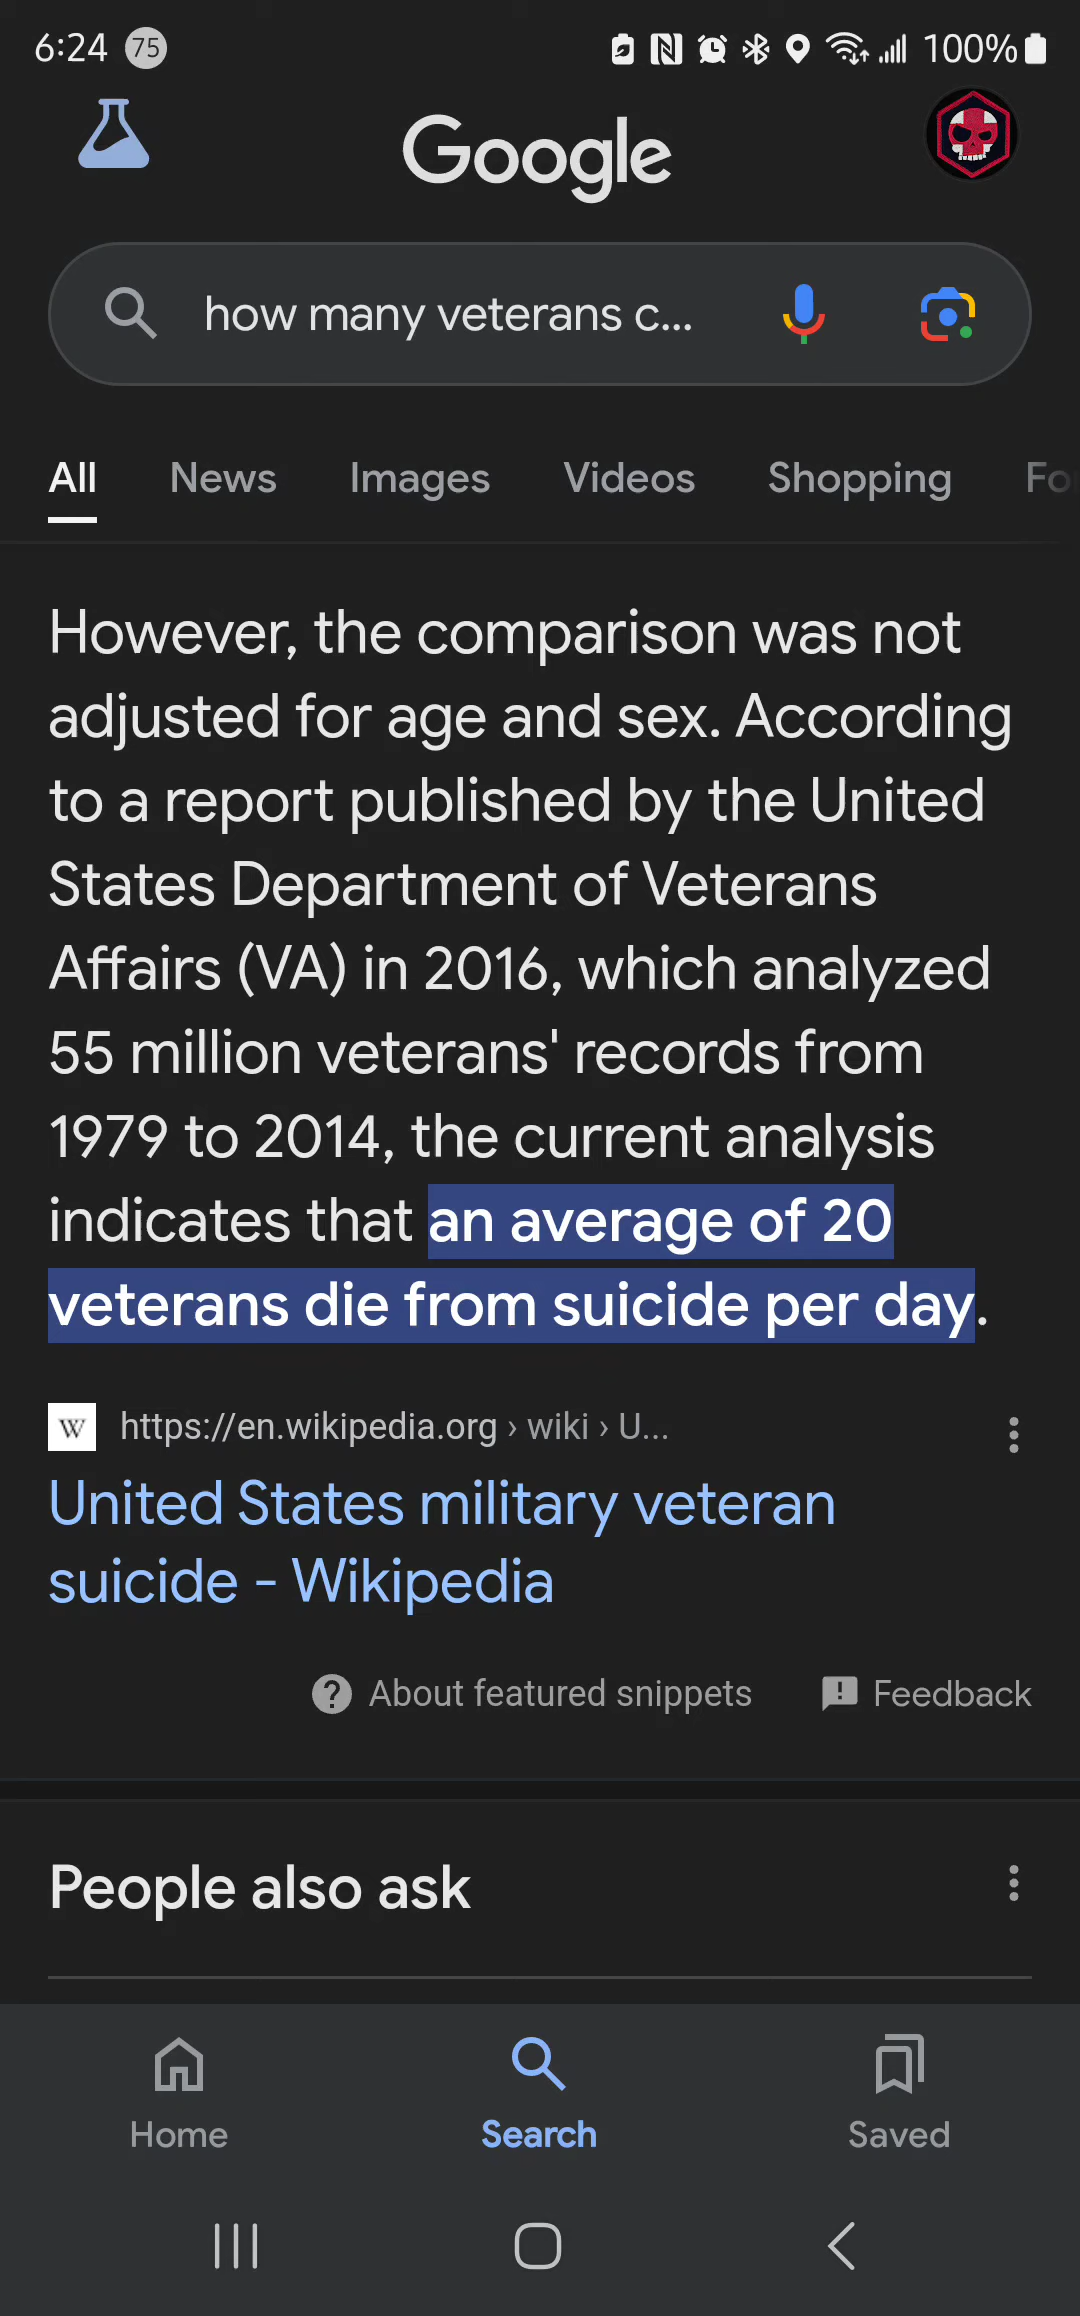 6:24 75 100%
Google
how many veterans c...
All News Images Videos Shopping Fo
However, the comparison was not
adjusted for age and sex. According
to a report published by the United
States Department of Veterans
Affairs (VA) in 2016, which analyzed
55 million veterans' records from
1979 to 2014, the current analysis
indicates that an average of 20
veterans die from suicide per day.
W https://en.wikipedia.org › wiki › U...
United States military veteran
suicide - Wikipedia
About featured snippets Feedback
People also ask
Home Search Saved